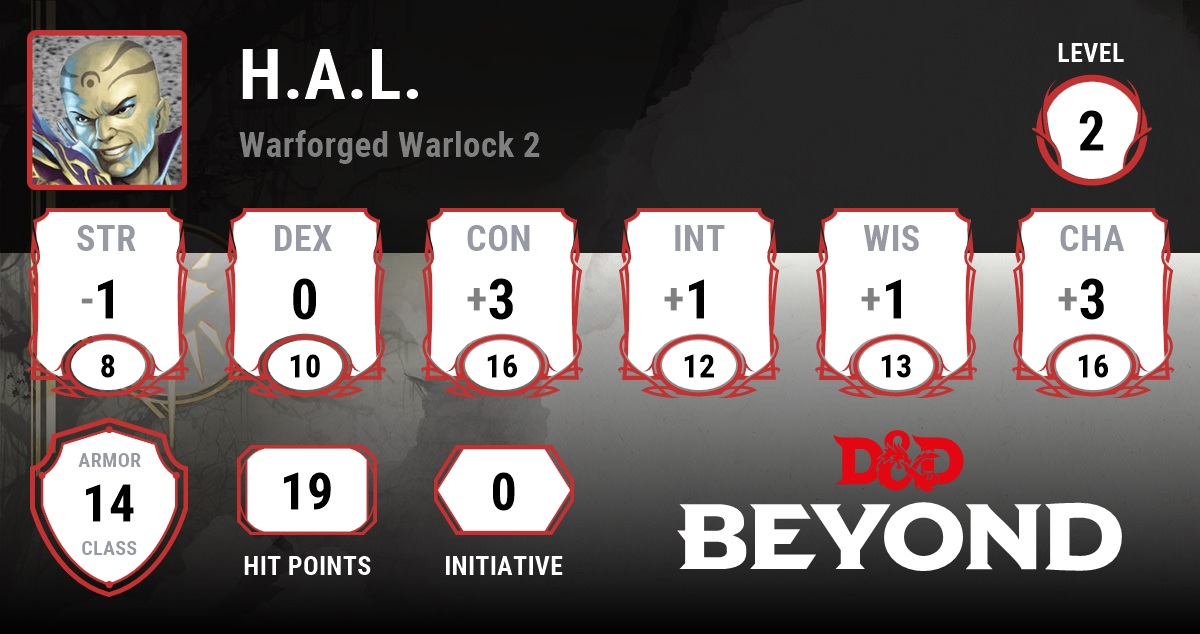 H.A.L.
Warforged Warlock 2
LEVEL
2
STR DEX CON INT WIS CHA
-1 0 +3 +1 +1 +3
8 10 16 12 13 16
ARMOR
14
CLASS
19
HIT POINTS
0
INITIATIVE
D&D
BEYOND